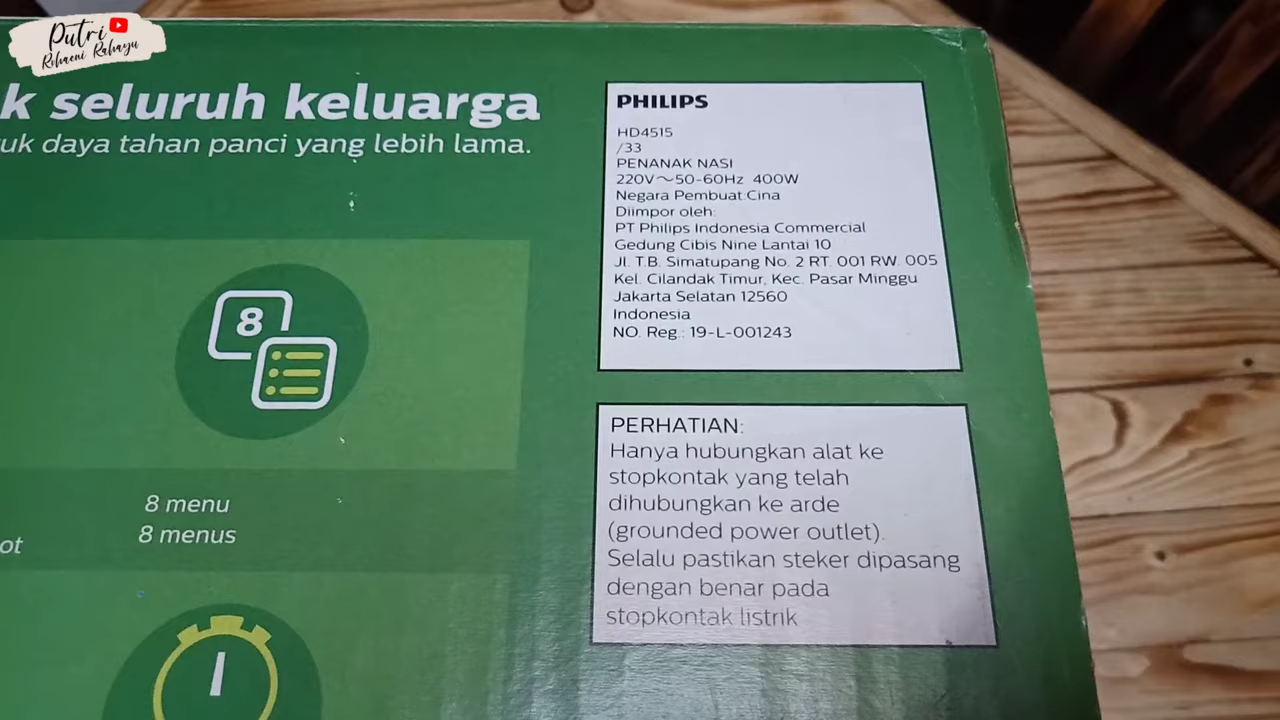 Putri
Rohaeni Rahayu
k seluruh keluarga
uk daya tahan panci yang lebih lama.
8
8 menu
8 menus
ot
PHILIPS
HD4515
/33
PENANAK NASI
220V～50-60Hz 400W
Negara Pembuat:Cina
Diimpor oleh:
PT Philips Indonesia Commercial
Gedung Cibis Nine Lantai 10
Jl. T.B. Simatupang No. 2 RT. 001 RW. 005
Kel. Cilandak Timur, Kec. Pasar Minggu
Jakarta Selatan 12560
Indonesia
NO. Reg.: 19-L-001243
PERHATIAN:
Hanya hubungkan alat ke
stopkontak yang telah
dihubungkan ke arde
(grounded power outlet).
Selalu pastikan steker dipasang
dengan benar pada
stopkontak listrik